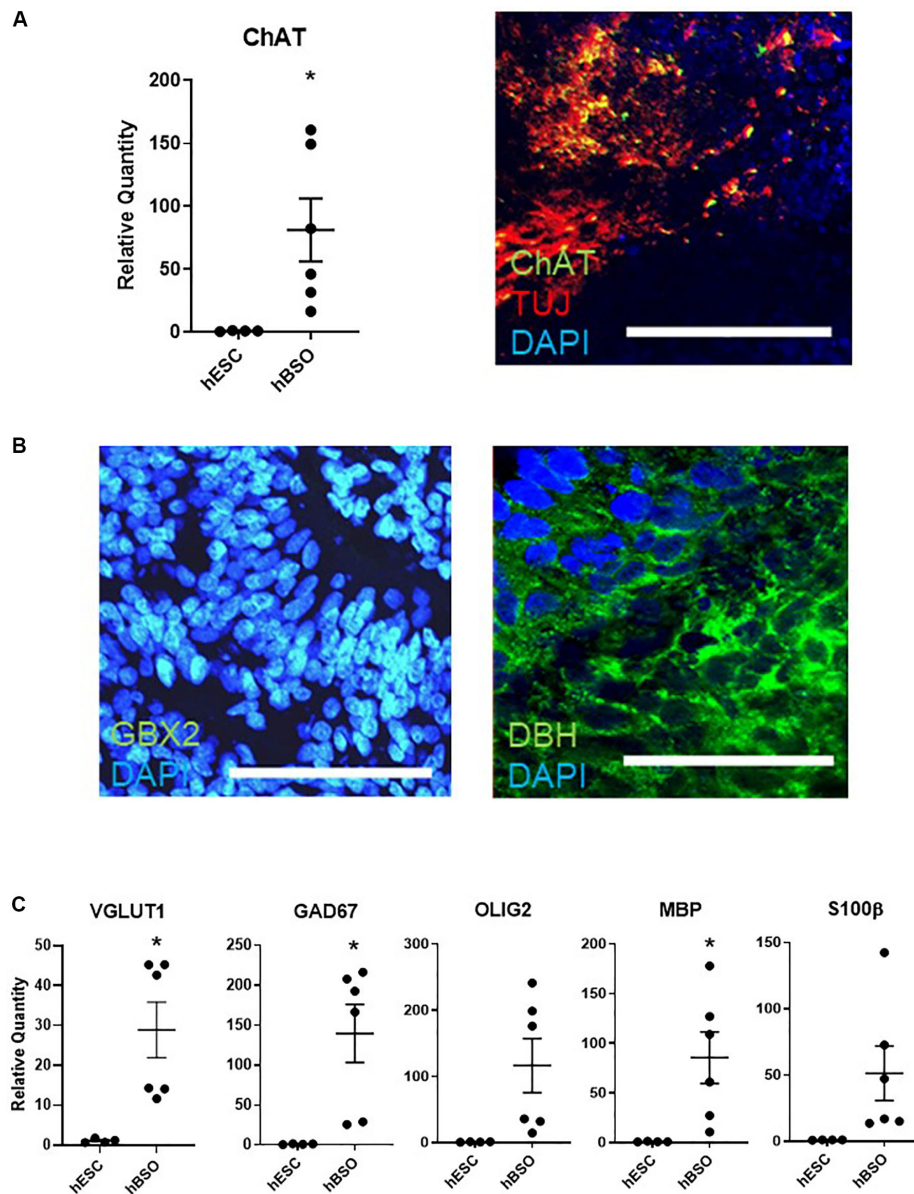 A
ChAT
*
200
150
100
50
0
Relative Quantity
hESC
hBSO
ChAT
TUJ
DAPI
B
GBX2
DAPI
DBH
DAPI
C
VGLUT1
*
50
40
30
20
10
0
Relative Quantity
hESC
hBSO
GAD67
*
250
200
150
100
50
0
hESC
hBSO
OLIG2
300
200
100
0
hESC
hBSO
MBP
*
200
150
100
50
0
hESC
hBSO
S100β
150
100
50
0
hESC
hBSO